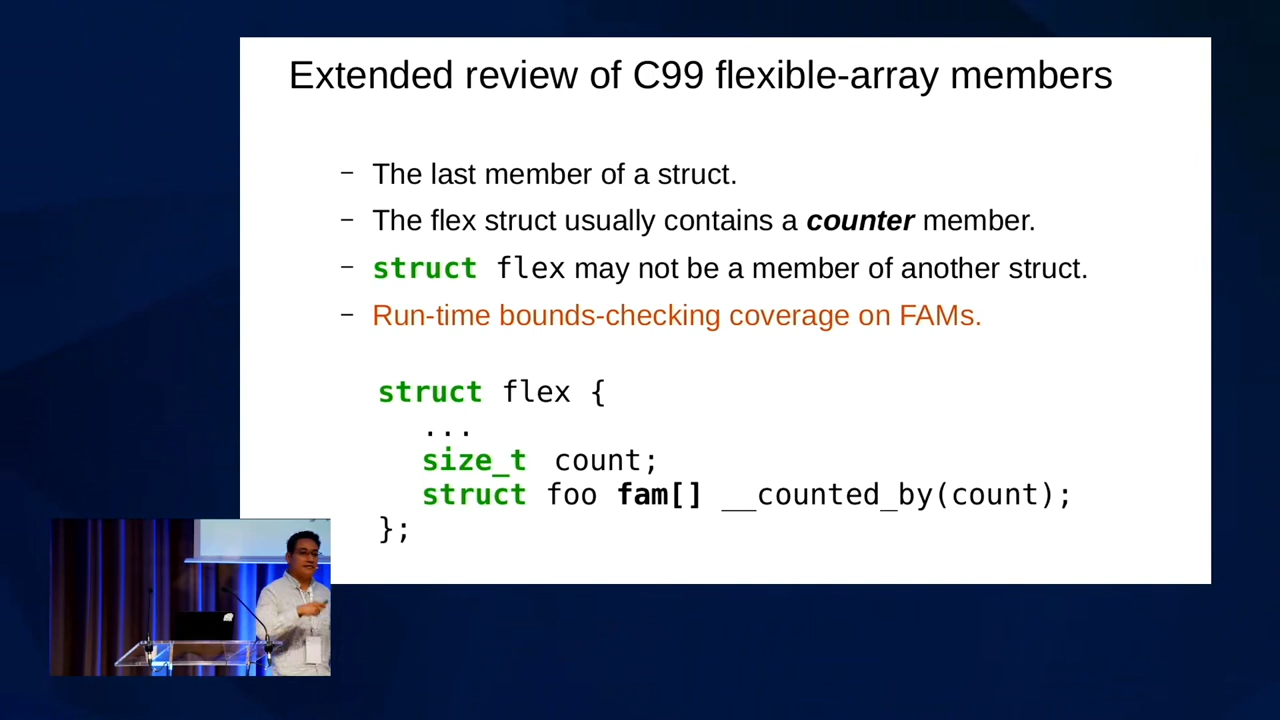 Extended review of C99 flexible-array members
– The last member of a struct.
– The flex struct usually contains a counter member.
– struct flex may not be a member of another struct.
– Run-time bounds-checking coverage on FAMs.
struct flex {
...
size_t count;
struct foo fam[] __counted_by(count);
};